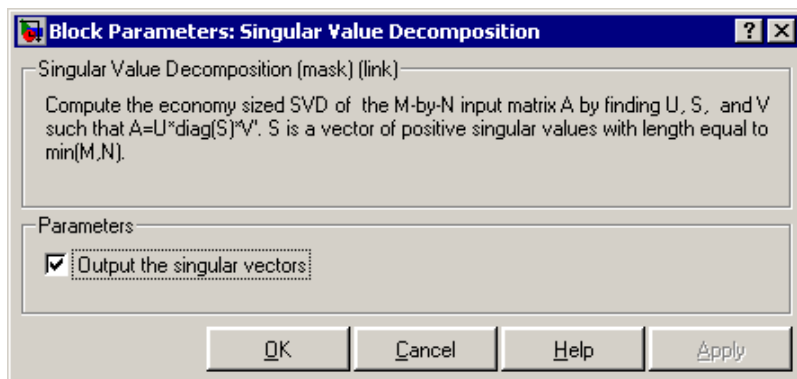 Block Parameters: Singular Value Decomposition
Singular Value Decomposition (mask) (link)
Compute the economy sized SVD of the M-by-N input matrix A by finding U, S, and V
such that A=U*diag(S)*V'. S is a vector of positive singular values with length equal to
min(M,N).
Parameters
Output the singular vectors
OK Cancel Help Apply